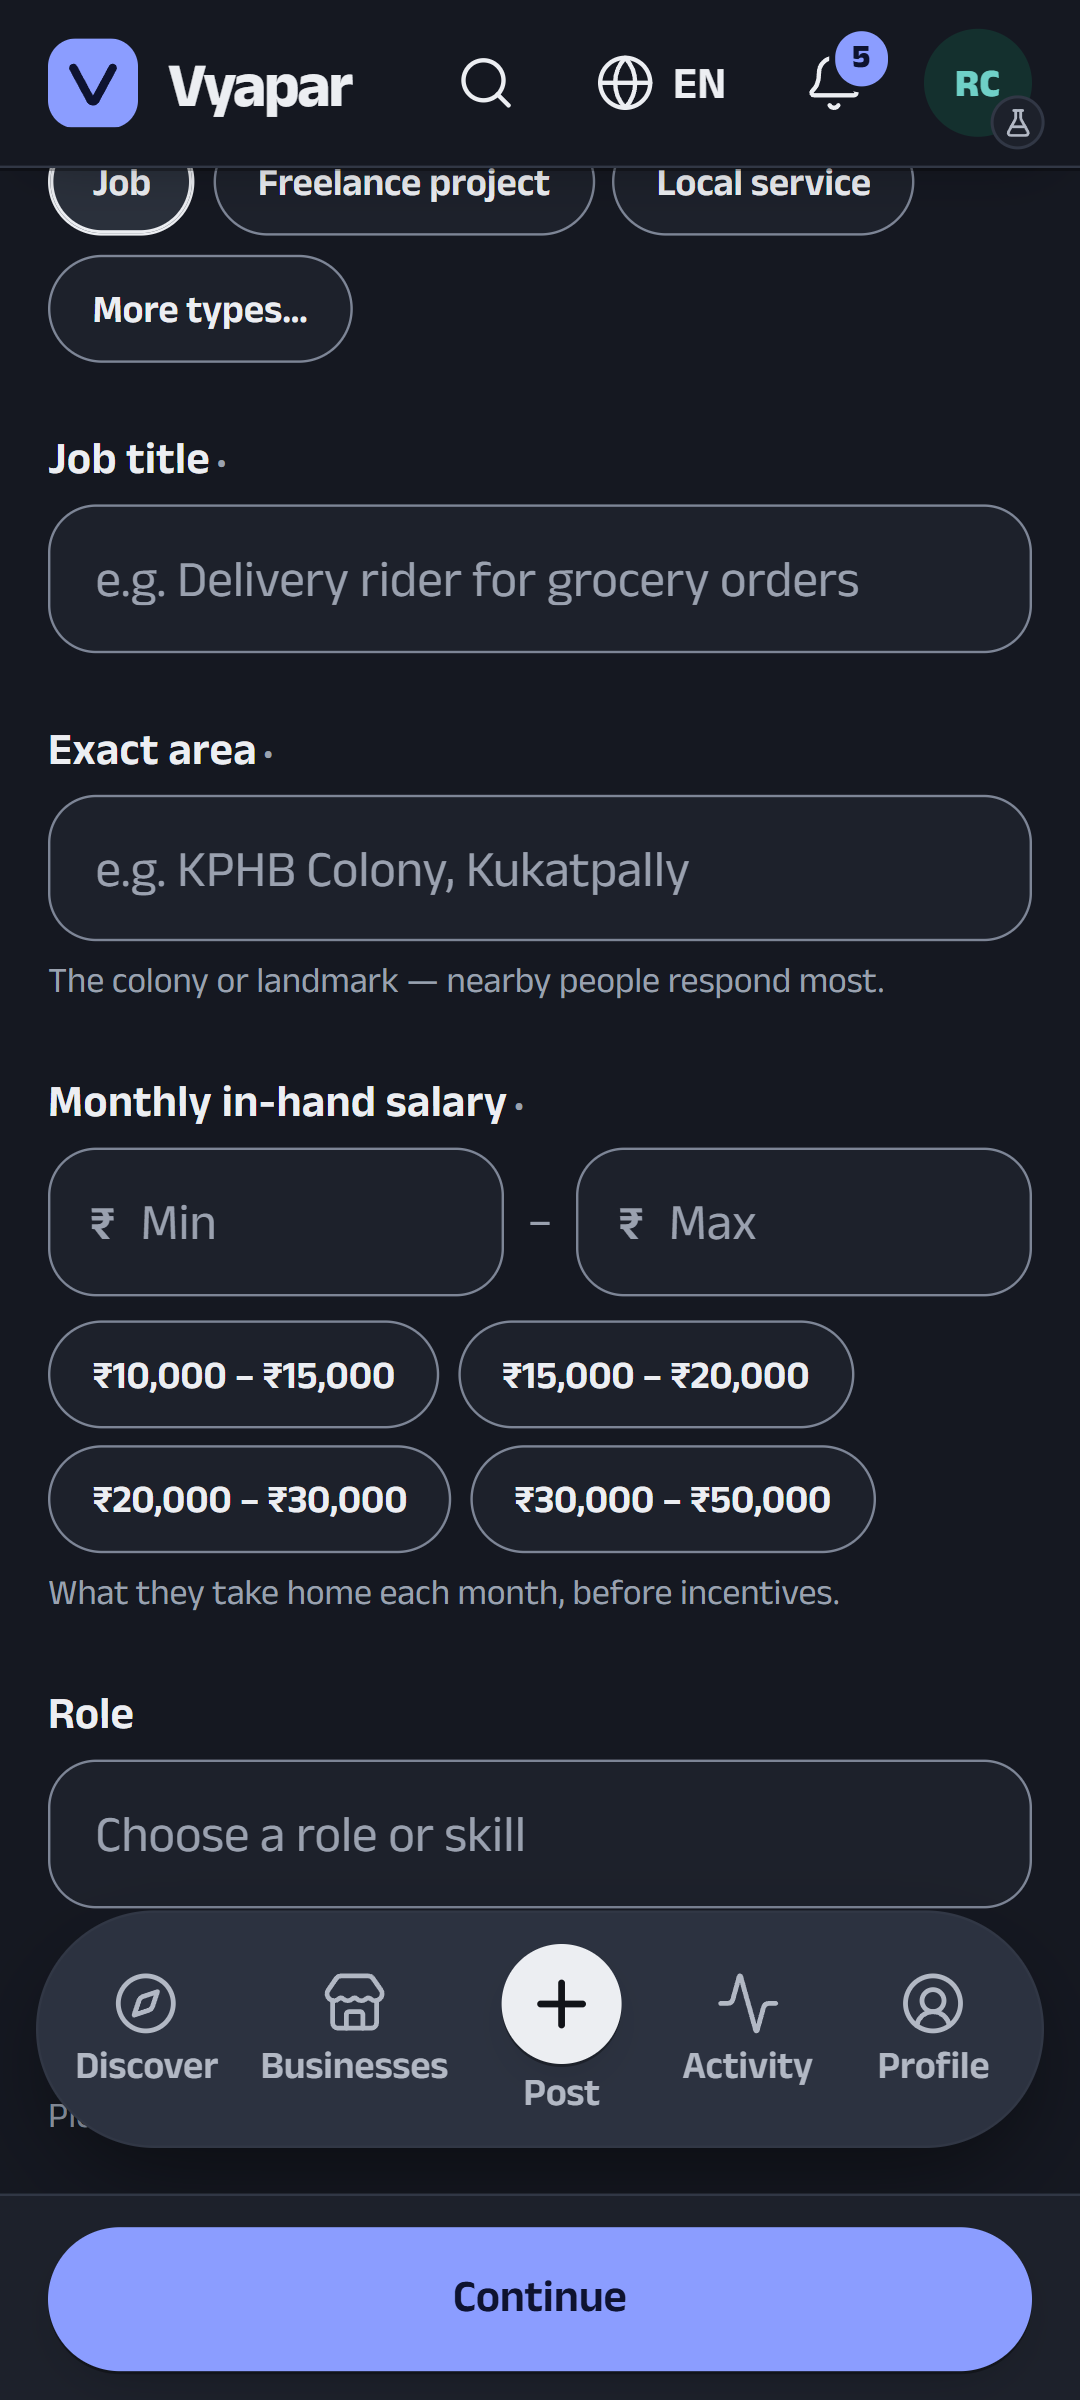 Vyapar
EN
5
RC
Job
Freelance project
Local service
More types...
Job title •
e.g. Delivery rider for grocery orders
Exact area •
e.g. KPHB Colony, Kukatpally
The colony or landmark — nearby people respond most.
Monthly in-hand salary •
₹ Min – ₹ Max
₹10,000 – ₹15,000
₹15,000 – ₹20,000
₹20,000 – ₹30,000
₹30,000 – ₹50,000
What they take home each month, before incentives.
Role
Choose a role or skill
Discover
Businesses
Post
Activity
Profile
Continue